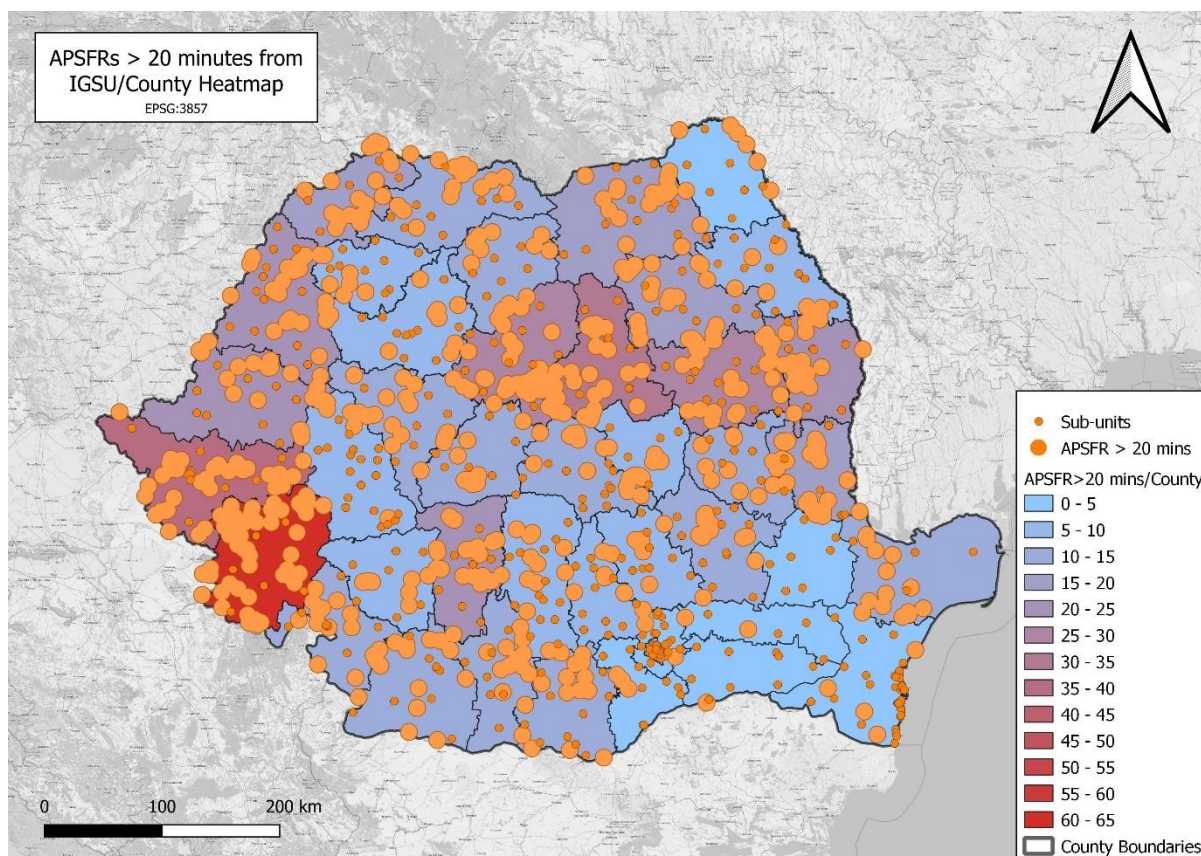 APSFRs > 20 minutes from
IGSU/County Heatmap
EPSG:3857
Sub-units
APSFR > 20 mins
APSFR>20 mins/County
0 - 5
5 - 10
10 - 15
15 - 20
20 - 25
25 - 30
30 - 35
35 - 40
40 - 45
45 - 50
50 - 55
55 - 60
60 - 65
County Boundaries
0 100 200 km